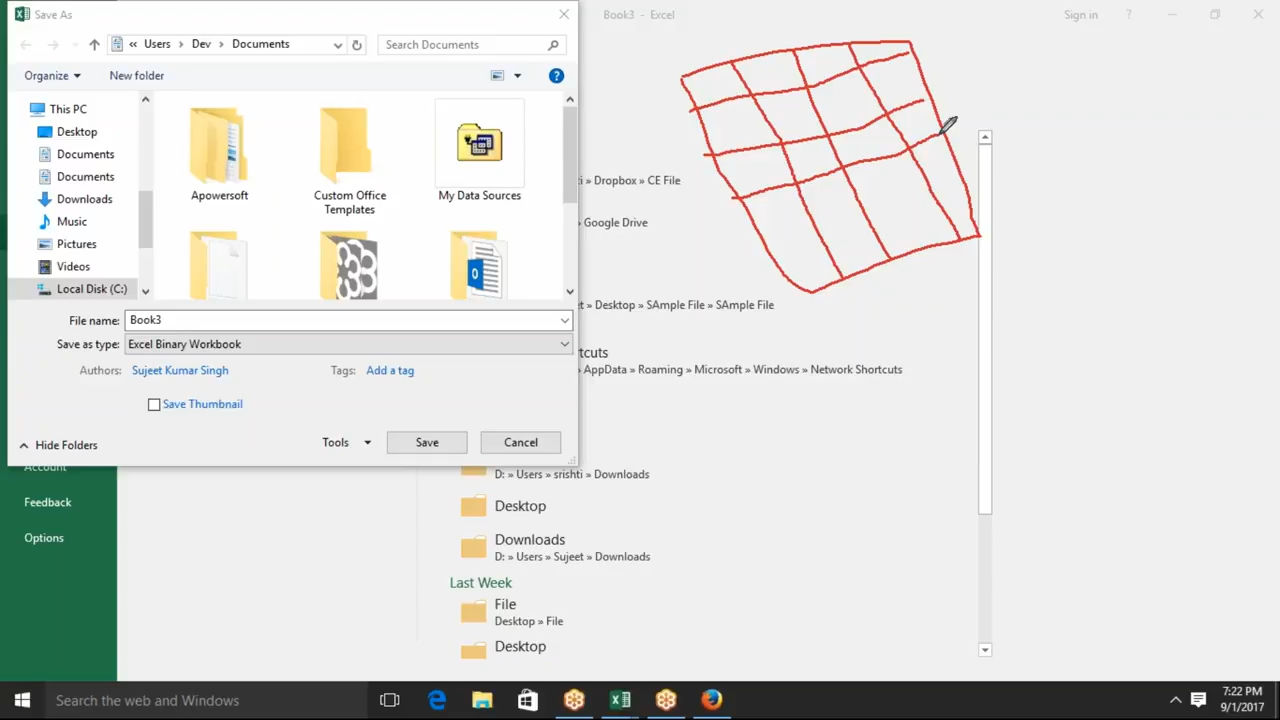 Save As
Book3 - Excel
Sign in
?
« Users › Dev › Documents
Search Documents
Organize
New folder
?
This PC
Desktop
Documents
Documents
Downloads
Music
Pictures
Videos
Local Disk (C:)
Apowersoft
Custom Office
Templates
My Data Sources
ti » Dropbox » CE File
» Google Drive
et » Desktop » SAmple File » SAmple File
rtcuts
» AppData » Roaming » Microsoft » Windows » Network Shortcuts
File name: Book3
Save as type: Excel Binary Workbook
Authors: Sujeet Kumar Singh
Tags: Add a tag
Save Thumbnail
Hide Folders
Tools
Save
Cancel
Account
Feedback
Options
D: » Users » srishti » Downloads
Desktop
Downloads
D: » Users » Sujeet » Downloads
Last Week
File
Desktop » File
Desktop
Search the web and Windows
7:22 PM
9/1/2017